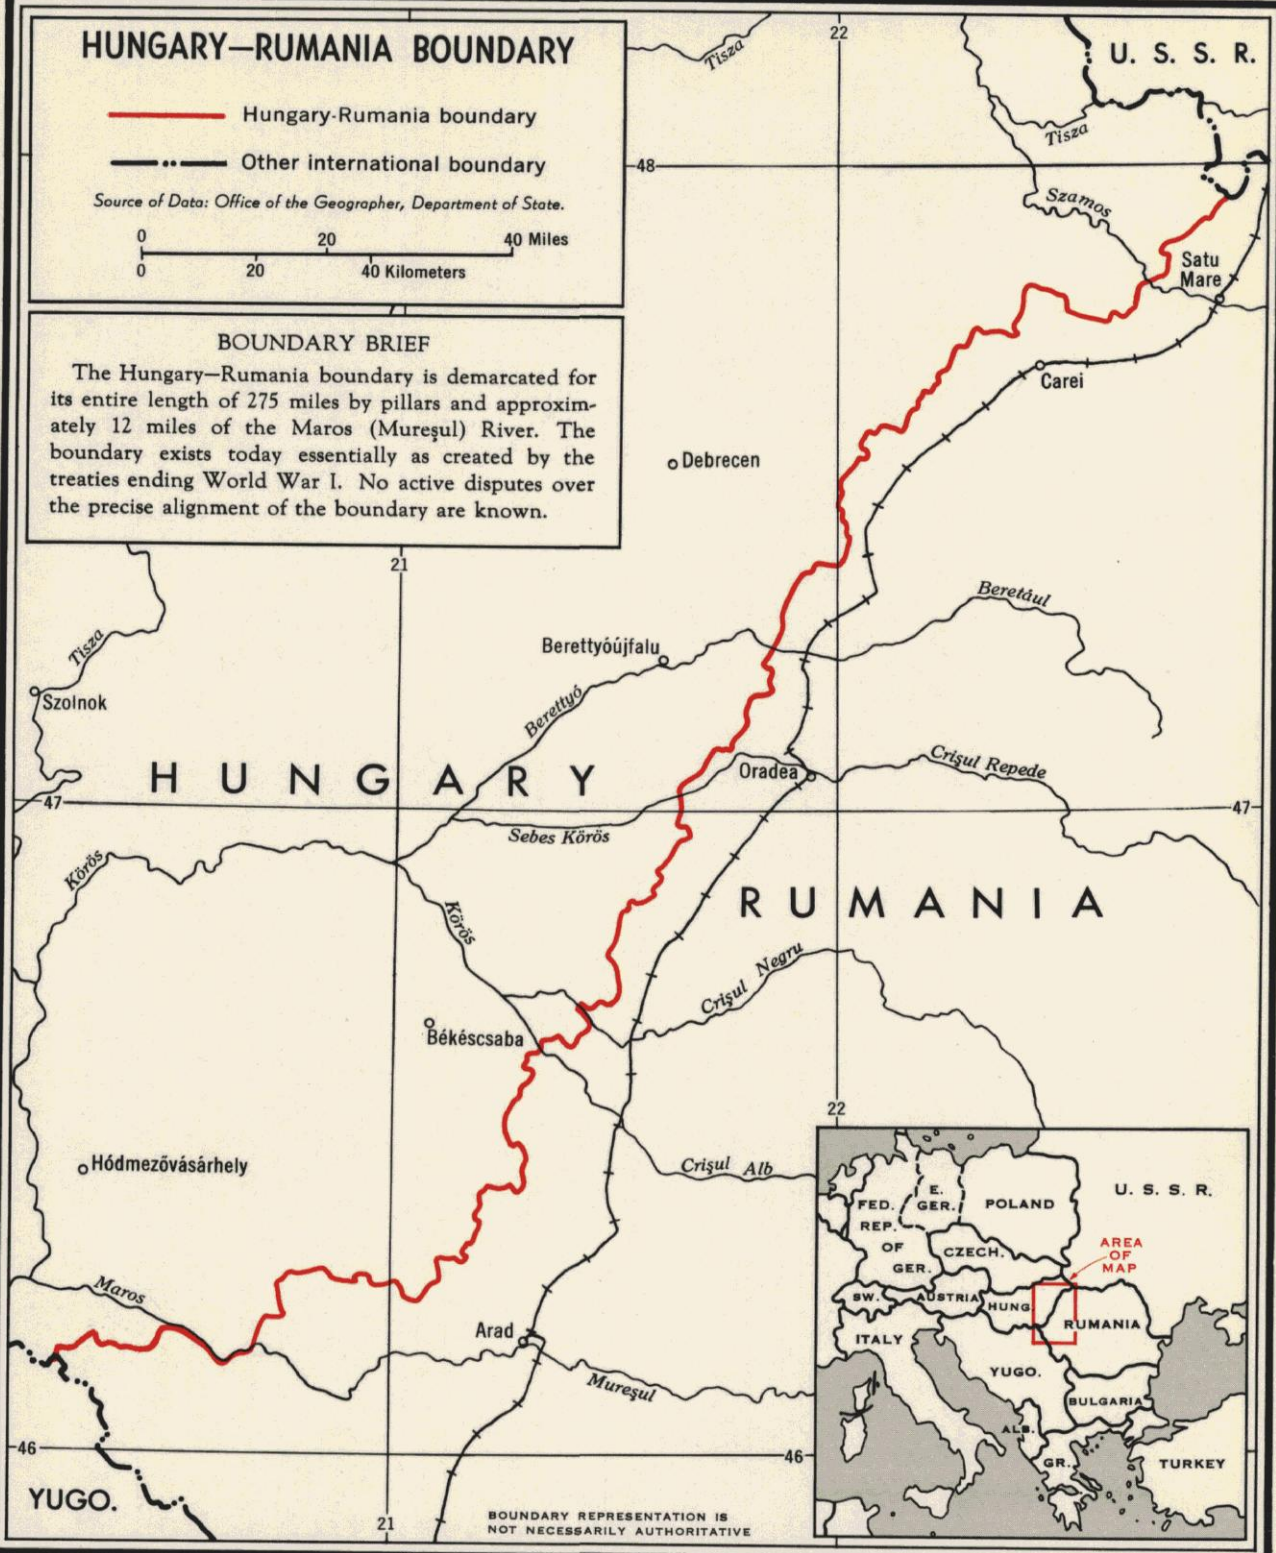 HUNGARY—RUMANIA BOUNDARY
Hungary-Rumania boundary
Other international boundary
Source of Data: Office of the Geographer, Department of State.
0 20 40 Miles
0 20 40 Kilometers
BOUNDARY BRIEF
The Hungary—Rumania boundary is demarcated for
its entire length of 275 miles by pillars and approxim-
ately 12 miles of the Maros (Mureşul) River. The
boundary exists today essentially as created by the
treaties ending World War I. No active disputes over
the precise alignment of the boundary are known.
Tisza
22
U. S. S. R.
Tisza
48
Szamos
Satu
Mare
Carei
Debrecen
21
Beretăul
Tisza
Berettyóújfalu
Szolnok
Berettyó
Crişul Repede
Oradea
HUNGARY
47
47
Sebes Körös
Körös
RUMANIA
Körös
Crişul Negru
Békéscsaba
22
Hódmezővásárhely
Crişul Alb
Maros
Arad
Mureşul
46
46
YUGO.
21
BOUNDARY REPRESENTATION IS
NOT NECESSARILY AUTHORITATIVE
U. S. S. R.
E.
GER.
POLAND
FED.
REP.
OF
GER.
CZECH.
AREA
OF
MAP
SW.
AUSTRIA
HUNG.
RUMANIA
ITALY
YUGO.
BULGARIA
ALB.
GR.
TURKEY